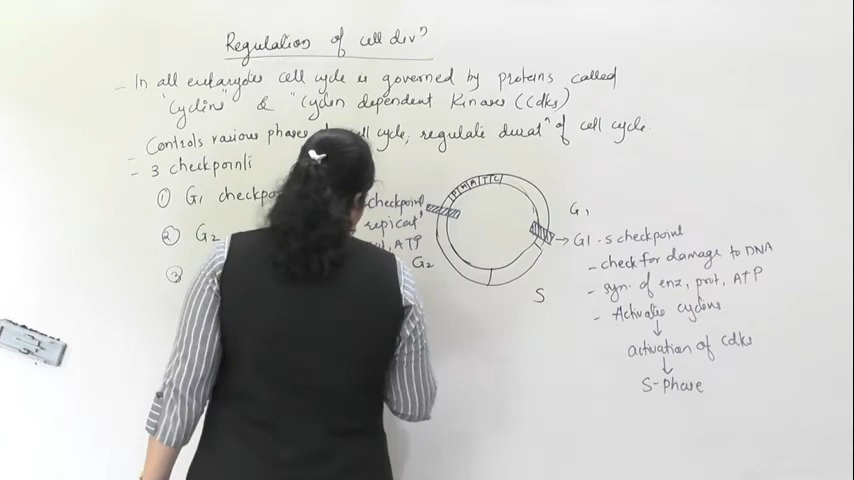 Regulation of cell divⁿ
- In all eukaryotes cell cycle is governed by proteins called
"Cyclins" & "Cyclin dependent Kinases (Cdks)
- Controls various phases cell cycle, regulate duratⁿ of cell cycle.
- 3 checkpoints
① G1
② G2
③
checkpoint
ATP
G2
P M A T C
G1
S
→ G1-S checkpoint
- check for damage to DNA
- syn. of enz, prot, ATP
- Activate cyclins
↓
activation of Cdks
↓
S-phase